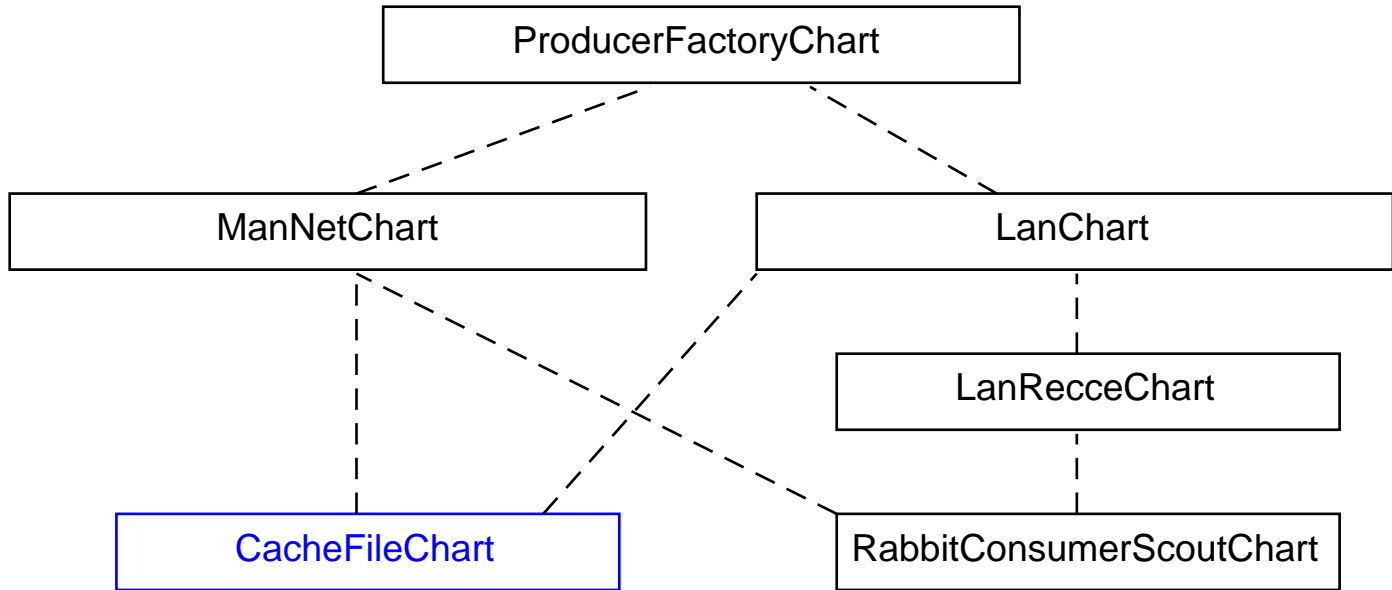 ProducerFactoryChart
ManNetChart
LanChart
LanRecceChart
CacheFileChart
RabbitConsumerScoutChart